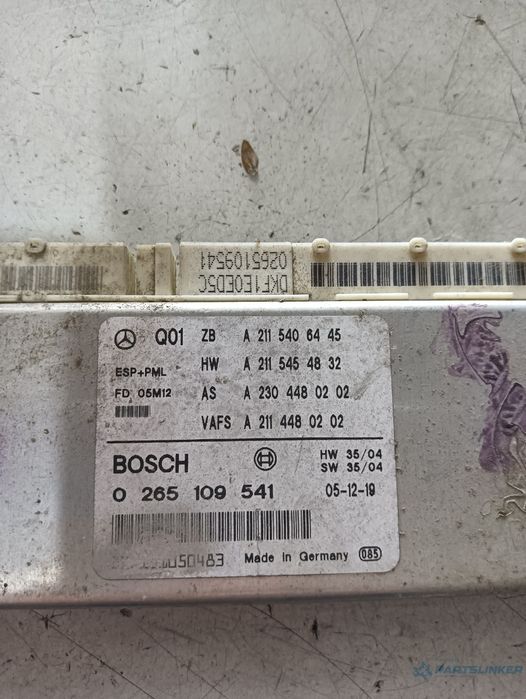 DKF1E0ED5C
0265109541
Q01 ZB A 211 540 64 45
HW A 211 545 48 32
ESP+PML
FD 05M12 AS A 230 448 02 02
VAFS A 211 448 02 02
BOSCH HW 35/04
SW 35/04
0 265 109 541 05-12-19
Made in Germany 085
PARTSLINKER